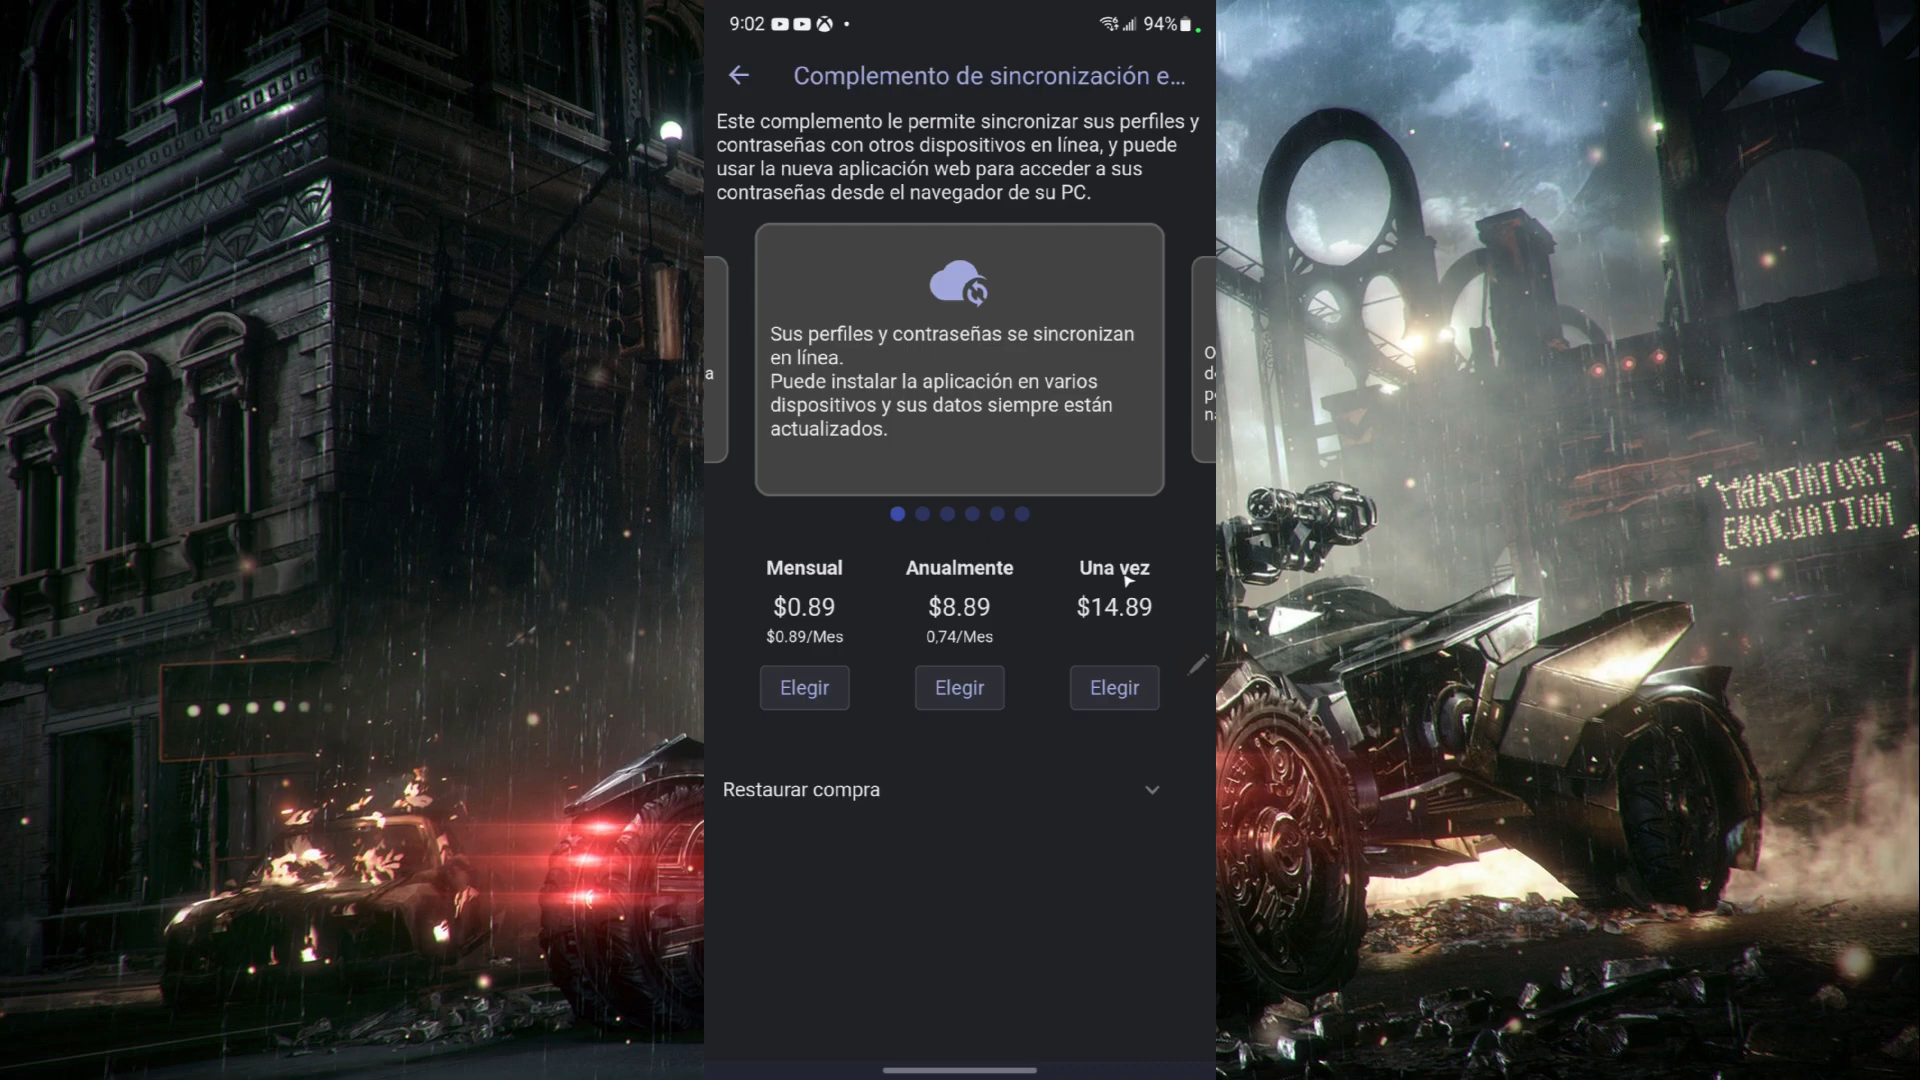 9:02
94%
Complemento de sincronización e...
Este complemento le permite sincronizar sus perfiles y
contraseñas con otros dispositivos en línea, y puede
usar la nueva aplicación web para acceder a sus
contraseñas desde el navegador de su PC.
Sus perfiles y contraseñas se sincronizan
en línea.
Puede instalar la aplicación en varios
dispositivos y sus datos siempre están
actualizados.
Mensual
Anualmente
Una vez
$0.89
$8.89
$14.89
$0.89/Mes
0,74/Mes
Elegir
Elegir
Elegir
Restaurar compra
MANDATORY
EVACUATION